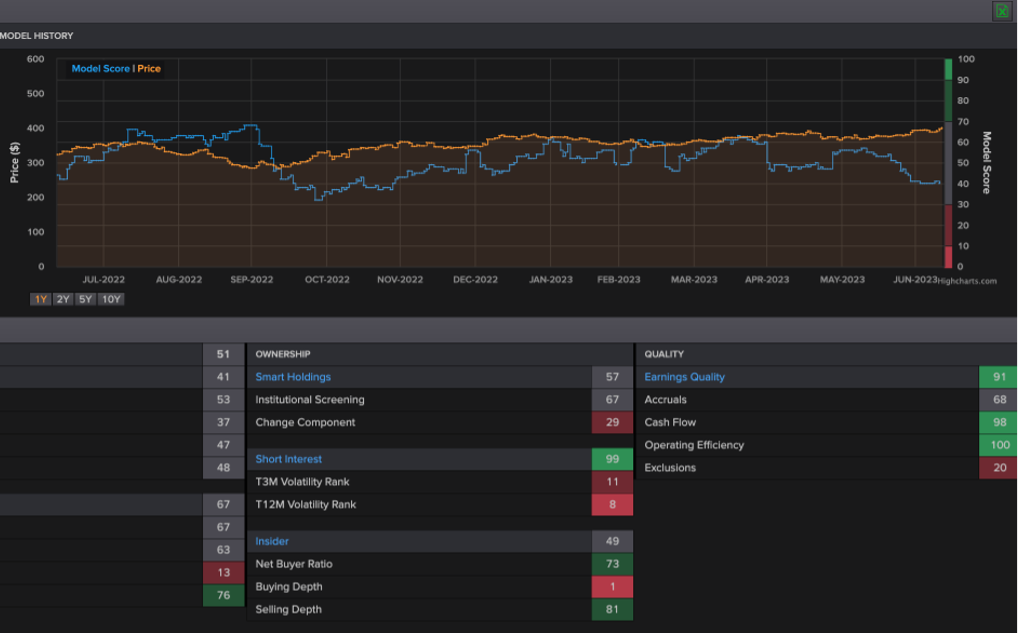 MODEL HISTORY
Model Score | Price
600
500
400
300
200
100
0
Price ($)
100
90
80
70
60
50
40
30
20
10
0
Model Score
JUL-2022 AUG-2022 SEP-2022 OCT-2022 NOV-2022 DEC-2022 JAN-2023 FEB-2023 MAR-2023 APR-2023 MAY-2023 JUN-2023
Highcharts.com
1Y 2Y 5Y 10Y
51
41
53
37
47
48
67
67
63
13
76
OWNERSHIP
Smart Holdings 57
Institutional Screening 67
Change Component 29
Short Interest 99
T3M Volatility Rank 11
T12M Volatility Rank 8
Insider 49
Net Buyer Ratio 73
Buying Depth 1
Selling Depth 81
QUALITY
Earnings Quality 91
Accruals 68
Cash Flow 98
Operating Efficiency 100
Exclusions 20